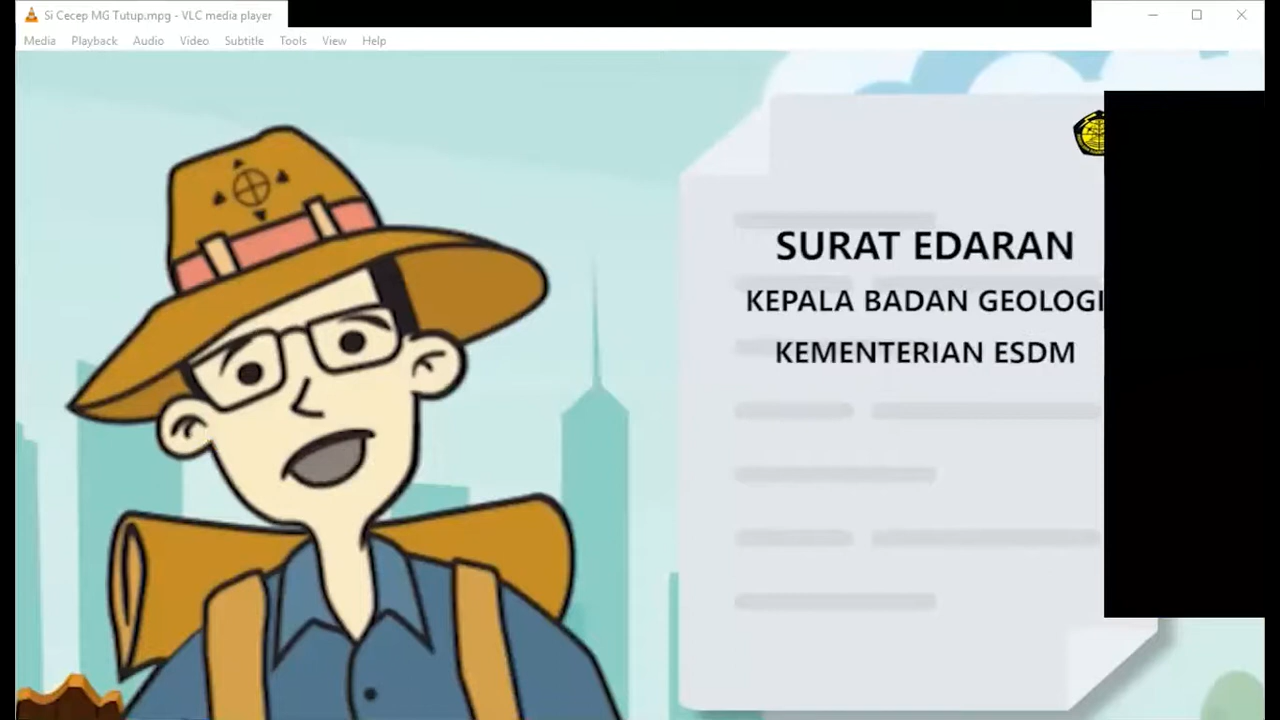 Si Cecep MG Tutup.mpg - VLC media player
Media Playback Audio Video Subtitle Tools View Help
SURAT EDARAN
KEPALA BADAN GEOLOGI
KEMENTERIAN ESDM